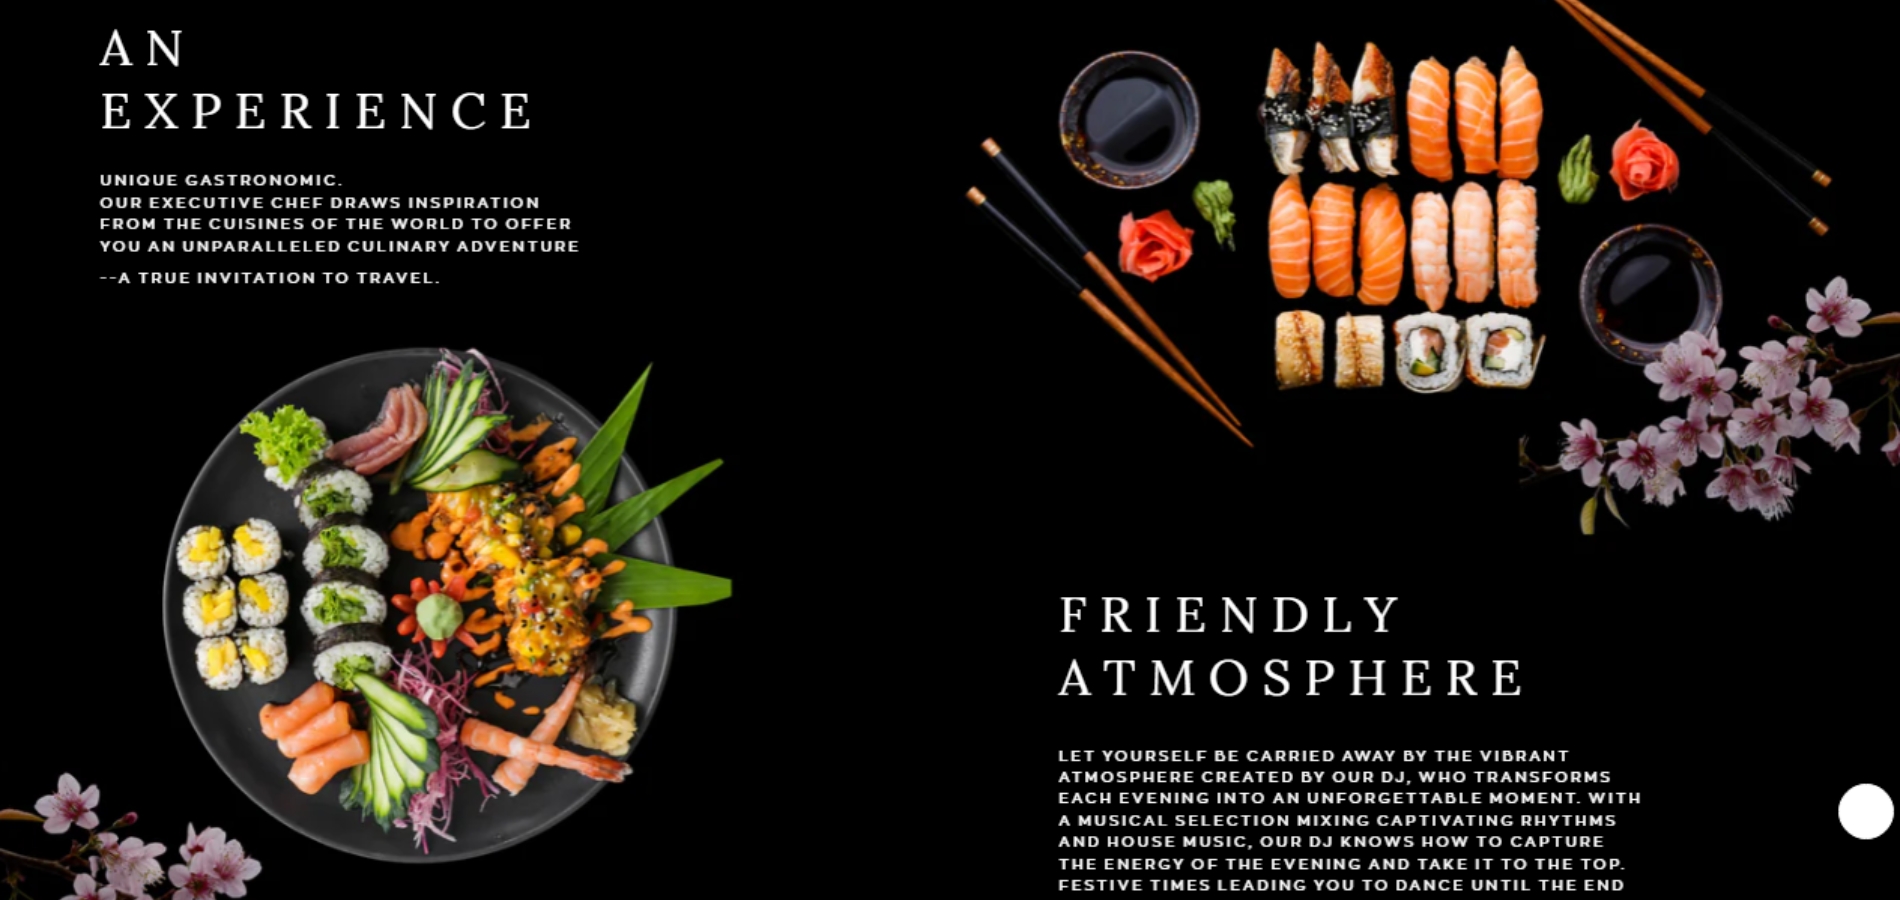 AN
EXPERIENCE
UNIQUE GASTRONOMIC.
OUR EXECUTIVE CHEF DRAWS INSPIRATION
FROM THE CUISINES OF THE WORLD TO OFFER
YOU AN UNPARALLELED CULINARY ADVENTURE
--A TRUE INVITATION TO TRAVEL.
FRIENDLY
ATMOSPHERE
LET YOURSELF BE CARRIED AWAY BY THE VIBRANT
ATMOSPHERE CREATED BY OUR DJ, WHO TRANSFORMS
EACH EVENING INTO AN UNFORGETTABLE MOMENT. WITH
A MUSICAL SELECTION MIXING CAPTIVATING RHYTHMS
AND HOUSE MUSIC, OUR DJ KNOWS HOW TO CAPTURE
THE ENERGY OF THE EVENING AND TAKE IT TO THE TOP.
FESTIVE TIMES LEADING YOU TO DANCE UNTIL THE END